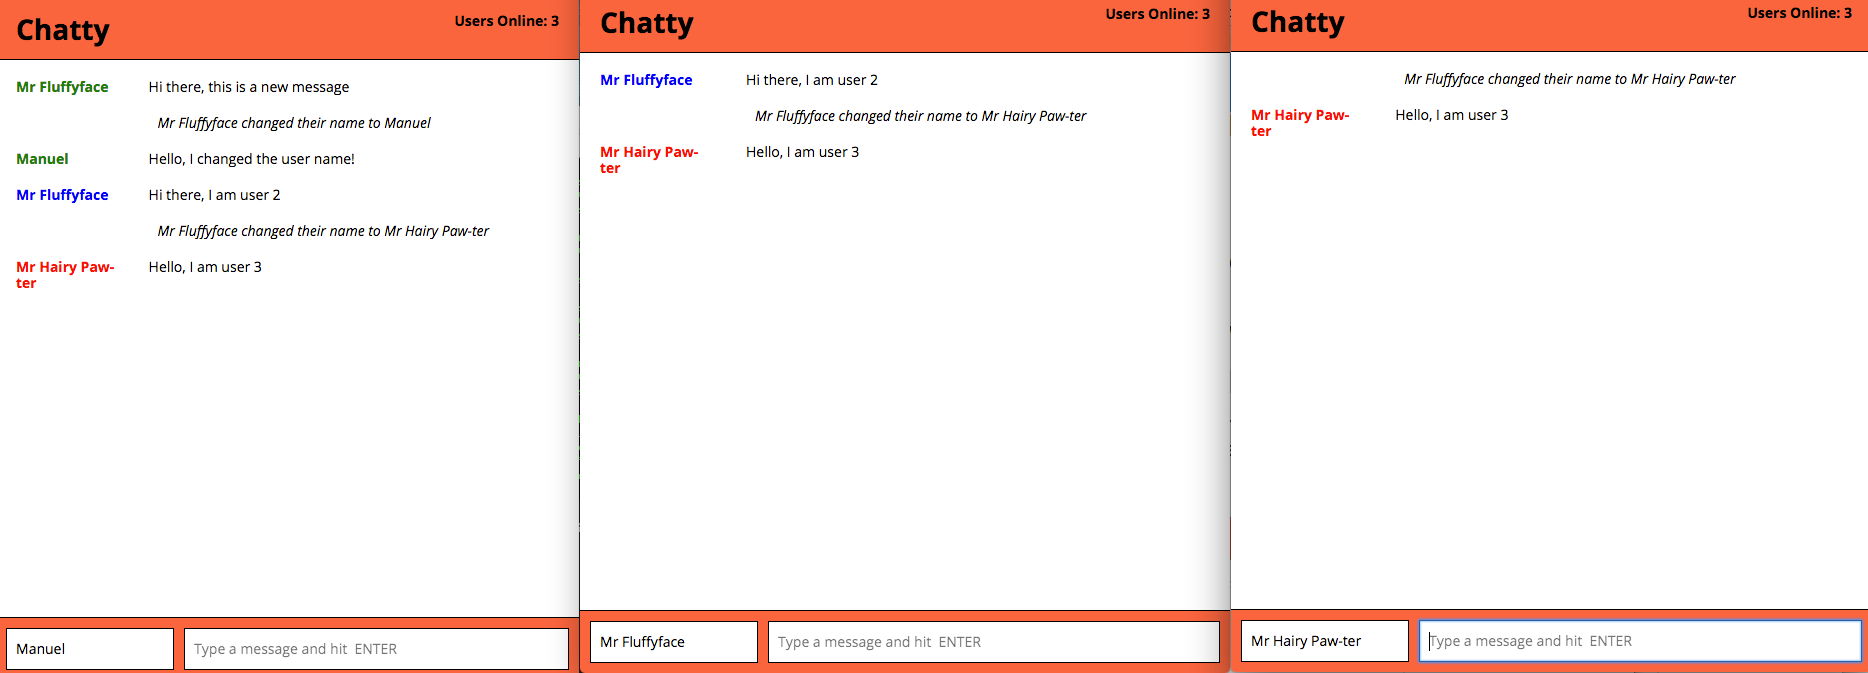 Chatty
Users Online: 3
Mr Fluffyface Hi there, this is a new message
Mr Fluffyface changed their name to Manuel
Manuel Hello, I changed the user name!
Mr Fluffyface Hi there, I am user 2
Mr Fluffyface changed their name to Mr Hairy Paw-ter
Mr Hairy Paw- Hello, I am user 3
ter
Manuel Type a message and hit ENTER
Chatty
Users Online: 3
Mr Fluffyface Hi there, I am user 2
Mr Fluffyface changed their name to Mr Hairy Paw-ter
Mr Hairy Paw- Hello, I am user 3
ter
Mr Fluffyface Type a message and hit ENTER
Chatty
Users Online: 3
Mr Fluffyface changed their name to Mr Hairy Paw-ter
Mr Hairy Paw- Hello, I am user 3
ter
Mr Hairy Paw-ter Type a message and hit ENTER